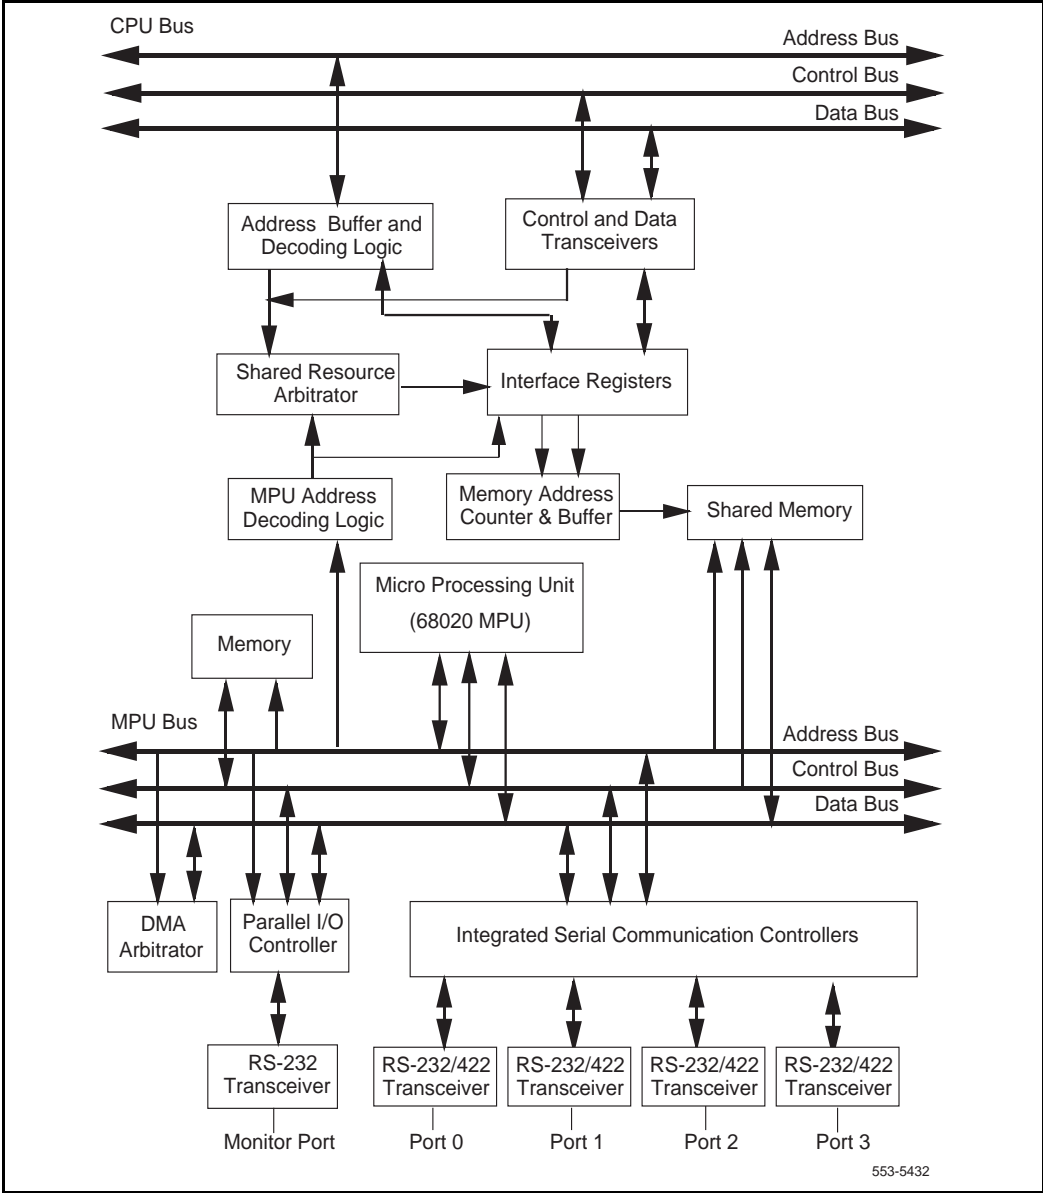 CPU Bus
Address Bus
Control Bus
Data Bus
Address Buffer and
Decoding Logic
Control and Data
Transceivers
Shared Resource
Arbitrator
Interface Registers
MPU Address
Decoding Logic
Memory Address
Counter & Buffer
Shared Memory
Micro Processing Unit
(68020 MPU)
Memory
MPU Bus
Address Bus
Control Bus
Data Bus
DMA
Arbitrator
Parallel I/O
Controller
Integrated Serial Communication Controllers
RS-232
Transceiver
RS-232/422
Transceiver
RS-232/422
Transceiver
RS-232/422
Transceiver
RS-232/422
Transceiver
Monitor Port
Port 0
Port 1
Port 2
Port 3
553-5432